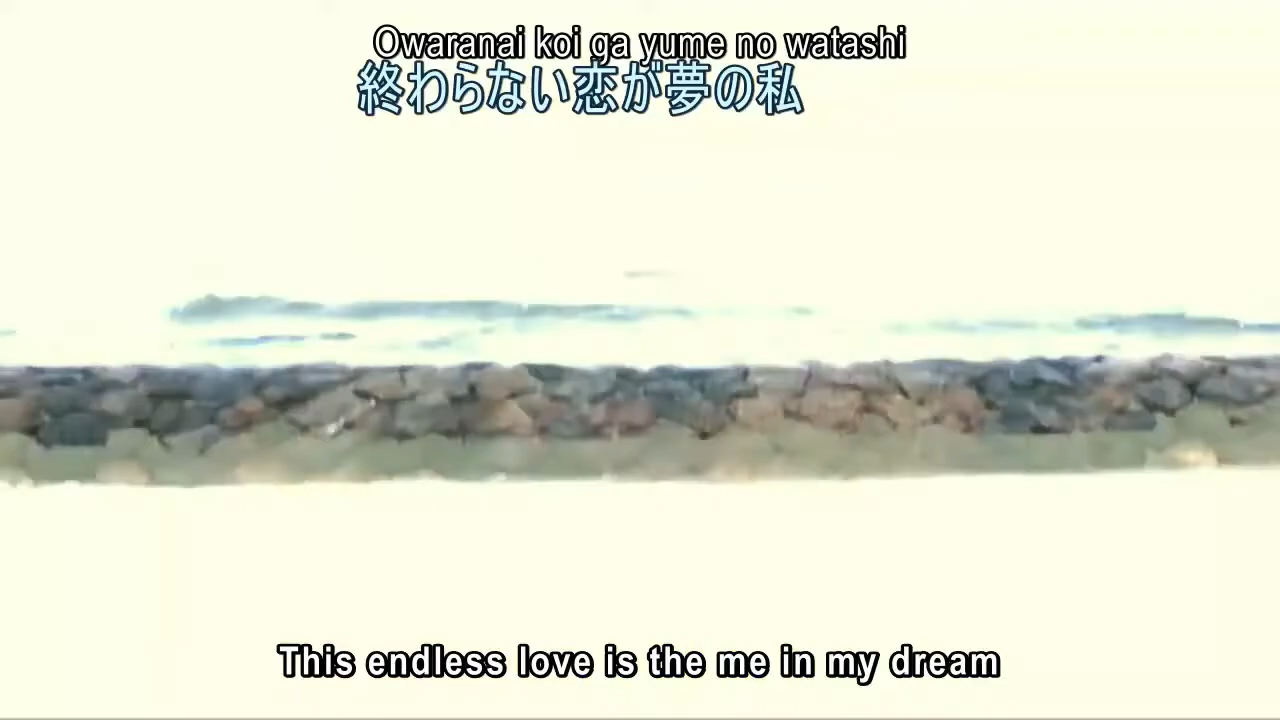 Owaranai koi ga yume no watashi
終わらない恋が夢の私
This endless love is the me in my dream